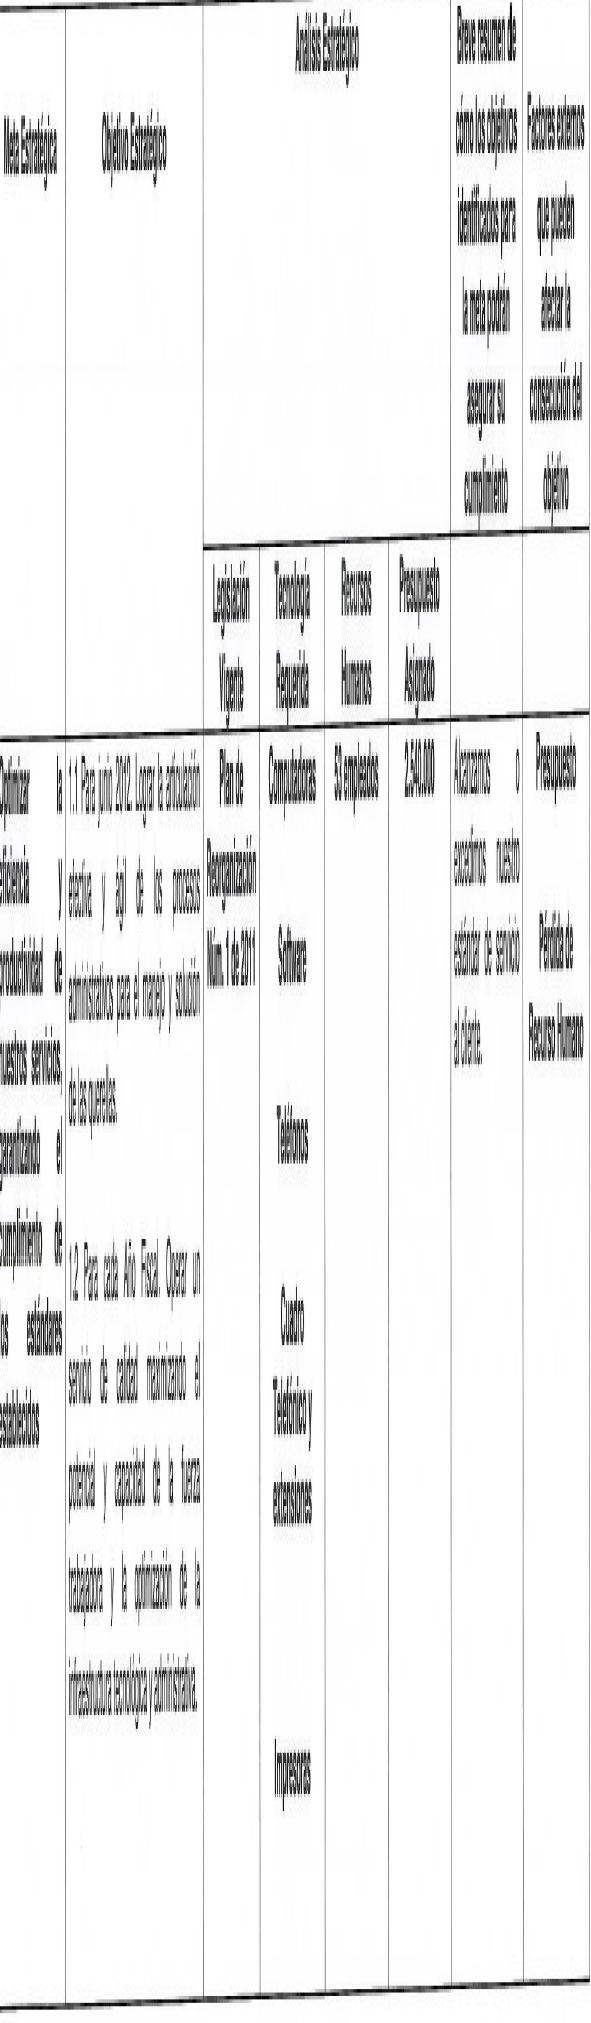 Meta Estratégica
Objetivo Estratégico
Análisis Estratégico
Breve resumen de
cómo los objetivos
identificados para
la meta podrán
asegurar su
cumplimiento
Factores externos
que pueden
afectar la
consecución del
objetivo
Legislación
Vigente
Tecnología
Requerida
Recursos
Humanos
Presupuesto
Asignado
Optimizar la
eficiencia y
productividad de
nuestros servicios,
garantizando el
cumplimiento de
los estándares
establecidos
1.1 Para junio 2012. Lograr la articulación
efectiva y ágil de los procesos
administrativos para el manejo y solución
de las querellas.
1.2 Para cada Año Fiscal. Operar un
servicio de calidad maximizando el
potencial y capacidad de la fuerza
trabajadora y la optimización de la
infraestructura tecnológica y administrativa.
Plan de
Reorganización
Núm. 1 de 2011
Computadoras
Software
Teléfonos
Cuadro
Telefónico y
extensiones
Impresoras
53 empleados
2,540,000
Alcanzamos o
excedimos nuestro
estándar de servicio
al cliente.
Presupuesto
Pérdida de
Recurso Humano